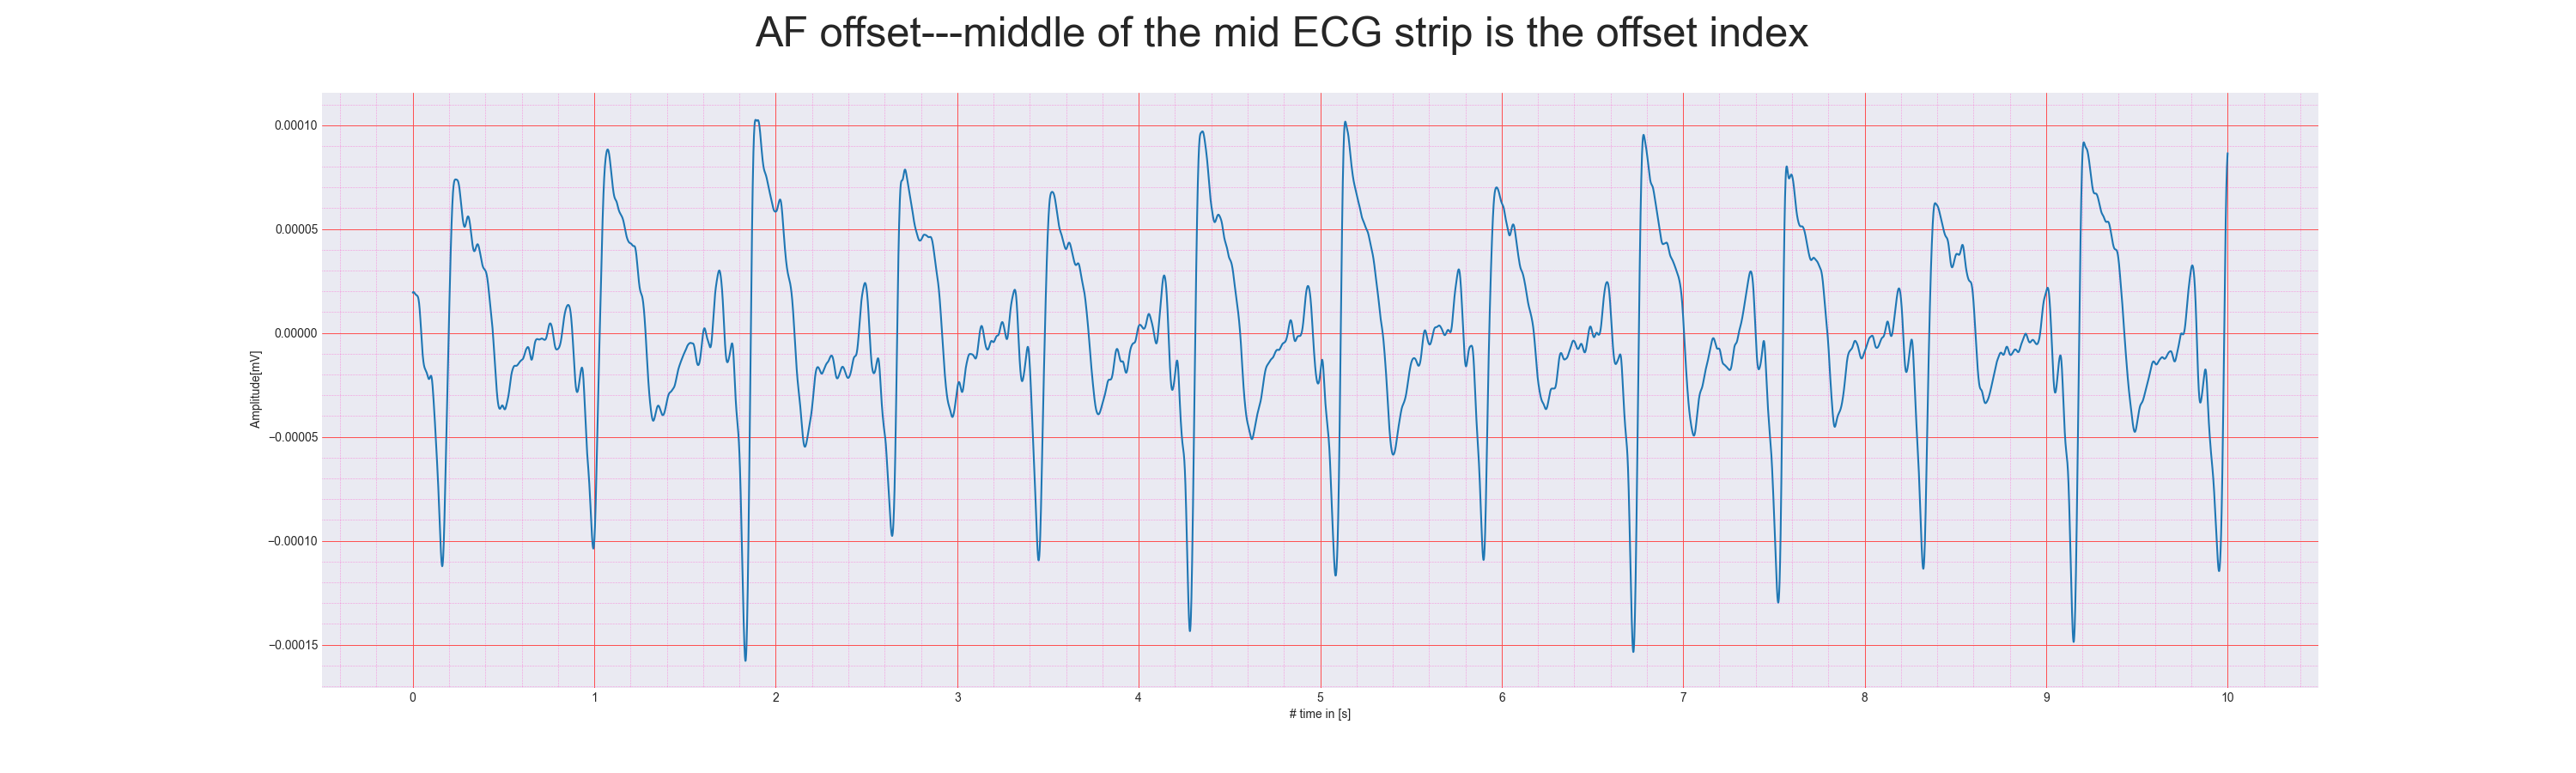 AF offset---middle of the mid ECG strip is the offset index
0.00010
0.00005
0.00000
−0.00005
−0.00010
−0.00015
Amplitude[mV]
0 1 2 3 4 5 6 7 8 9 10
# time in [s]